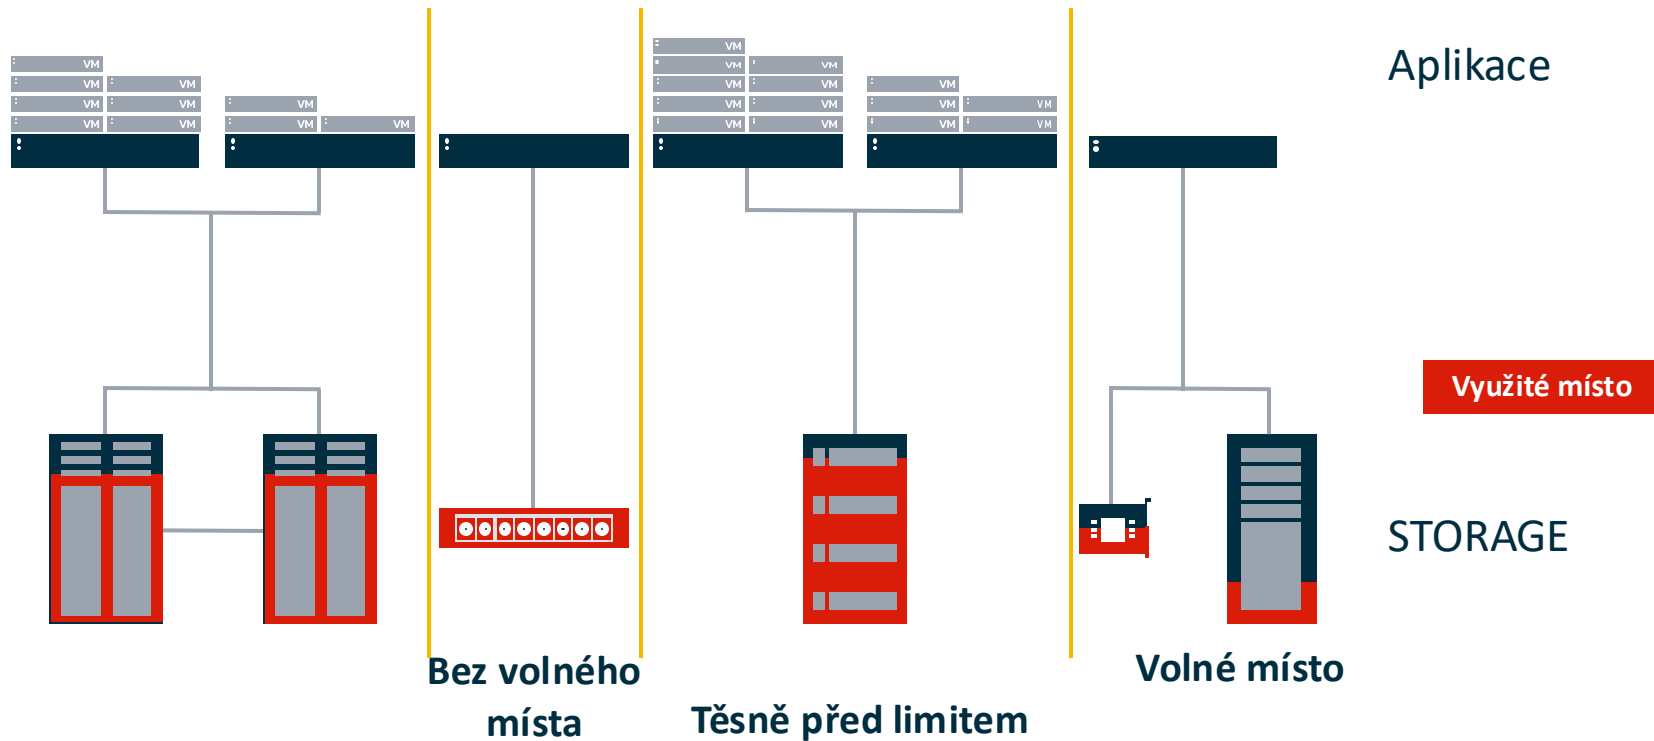 VM
VM VM VM
VM VM VM VM VM
VM VM VM VM VM VM VM
VM VM VM VM VM VM VM VM
Aplikace
Využité místo
STORAGE
Bez volného
místa
Těsně před limitem
Volné místo